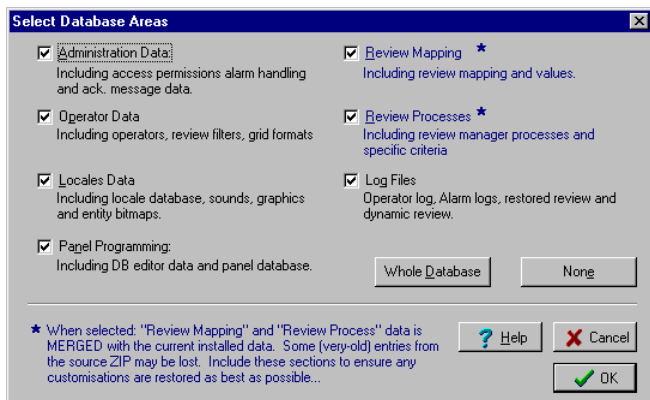 Select Database Areas
Administration Data:
Including access permissions alarm handling
and ack. message data.
Operator Data
Including operators, review filters, grid formats
Locales Data
Including locale database, sounds, graphics
and entity bitmaps.
Panel Programming:
Including DB editor data and panel database.
Review Mapping *
Including review mapping and values.
Review Processes *
Including review manager processes and
specific criteria
Log Files
Operator log, Alarm logs, restored review and
dynamic review.
Whole Database
None
* When selected: "Review Mapping" and "Review Process" data is
MERGED with the current installed data. Some (very-old) entries from
the source ZIP may be lost. Include these sections to ensure any
customisations are restored as best as possible...
? Help
Cancel
OK